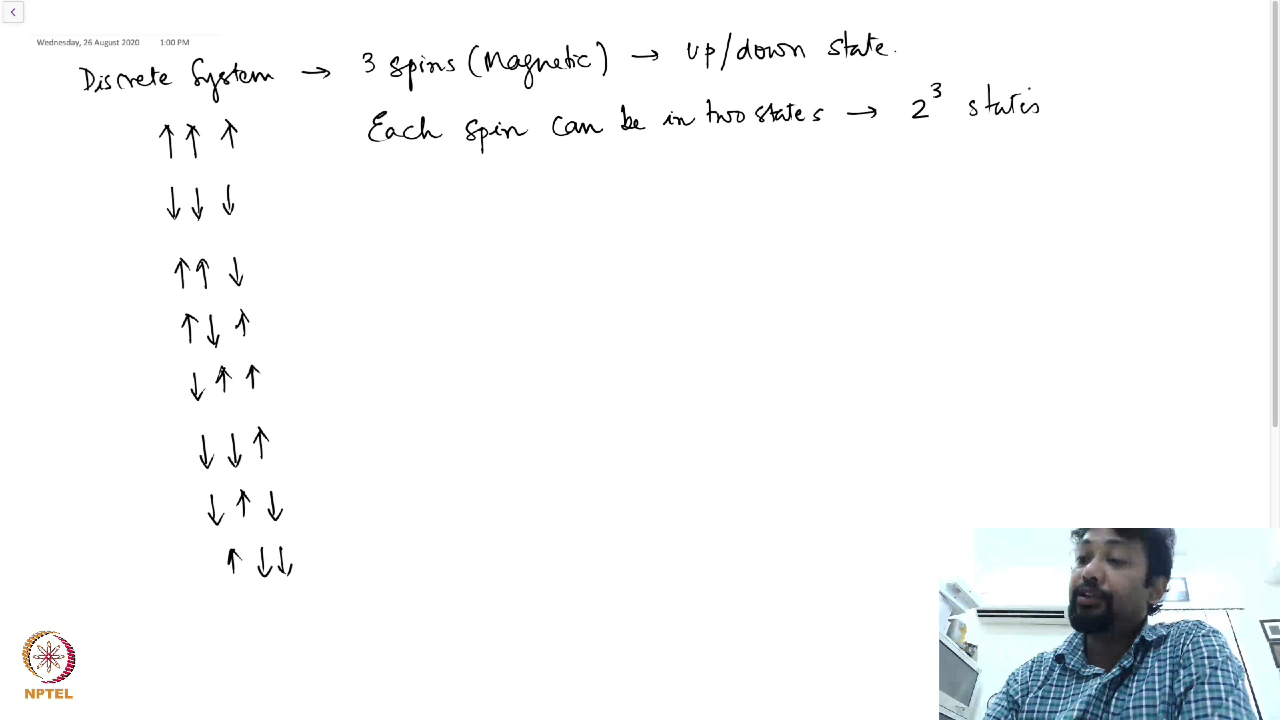 Wednesday, 26 August 2020 1:00 PM
Discrete System → 3 spins (Magnetic) → up/down state.
Each spin can be in two states → 2³ states
↑↑ ↑
↓↓ ↓
↑↑ ↓
↑↓ ↑
↓↑ ↑
↓↓↑
↓↑↓
↑↓↓
NPTEL